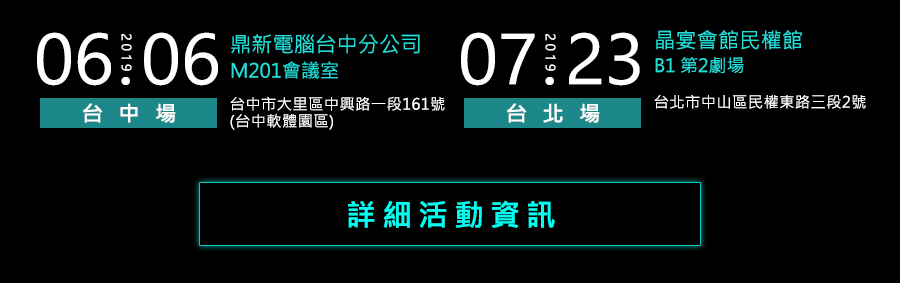 06:06
2019
台中場
鼎新電腦台中分公司
M201會議室
台中市大里區中興路一段161號
(台中軟體園區)
07:23
2019
台北場
晶宴會館民權館
B1 第2劇場
台北市中山區民權東路三段2號
詳細活動資訊